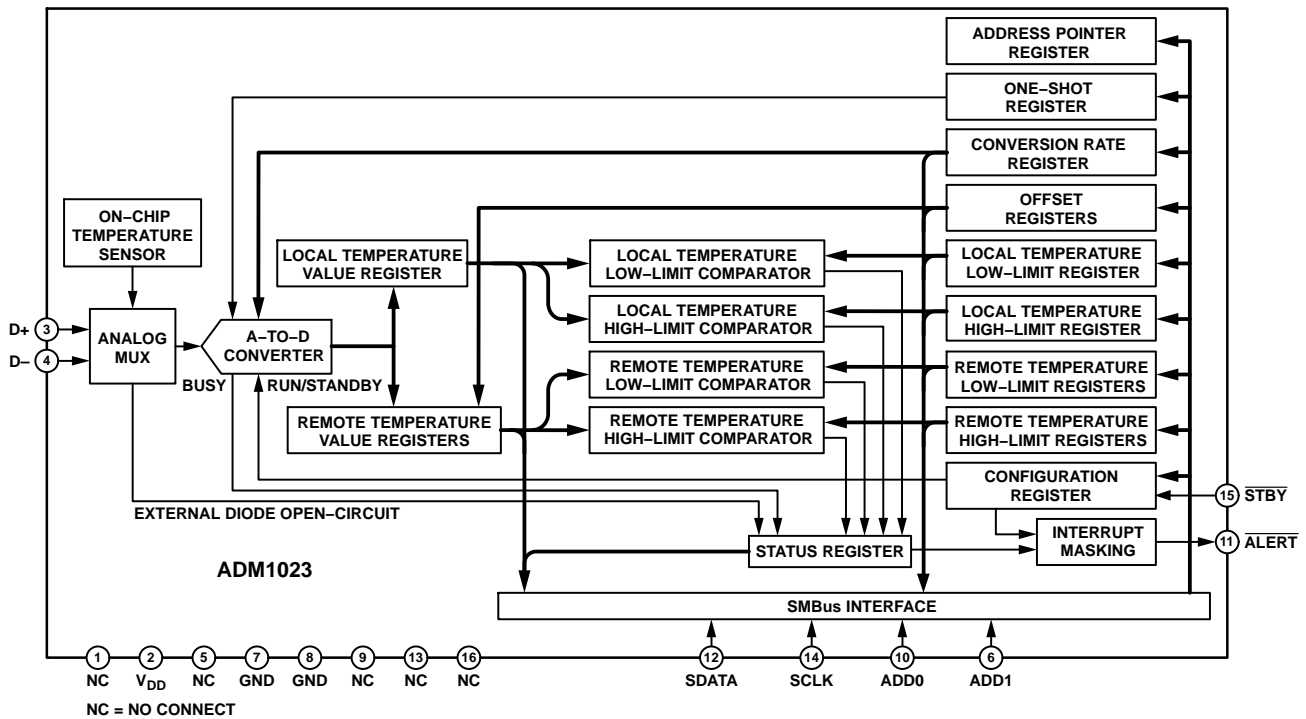 ADDRESS POINTER
REGISTER
ONE–SHOT
REGISTER
CONVERSION RATE
REGISTER
OFFSET
REGISTERS
ON–CHIP
TEMPERATURE
SENSOR
LOCAL TEMPERATURE
VALUE REGISTER
LOCAL TEMPERATURE
LOW–LIMIT COMPARATOR
LOCAL TEMPERATURE
LOW–LIMIT REGISTER
LOCAL TEMPERATURE
HIGH–LIMIT COMPARATOR
LOCAL TEMPERATURE
HIGH–LIMIT REGISTER
D+ 3
D– 4
ANALOG
MUX
A–TO–D
CONVERTER
BUSY
RUN/STANDBY
REMOTE TEMPERATURE
LOW–LIMIT COMPARATOR
REMOTE TEMPERATURE
LOW–LIMIT REGISTERS
REMOTE TEMPERATURE
VALUE REGISTERS
REMOTE TEMPERATURE
HIGH–LIMIT COMPARATOR
REMOTE TEMPERATURE
HIGH–LIMIT REGISTERS
CONFIGURATION
REGISTER
15 STBY
EXTERNAL DIODE OPEN–CIRCUIT
STATUS REGISTER
INTERRUPT
MASKING
11 ALERT
ADM1023
SMBus INTERFACE
1 2 5 7 8 9 13 16 12 14 10 6
NC VDD NC GND GND NC NC NC SDATA SCLK ADD0 ADD1
NC = NO CONNECT